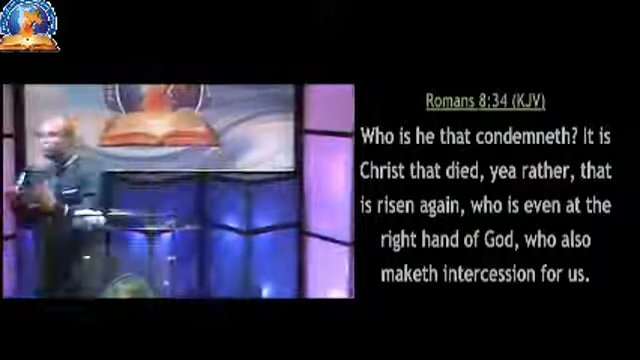 Romans 8:34 (KJV)
Who is he that condemneth? It is
Christ that died, yea rather, that
is risen again, who is even at the
right hand of God, who also
maketh intercession for us.